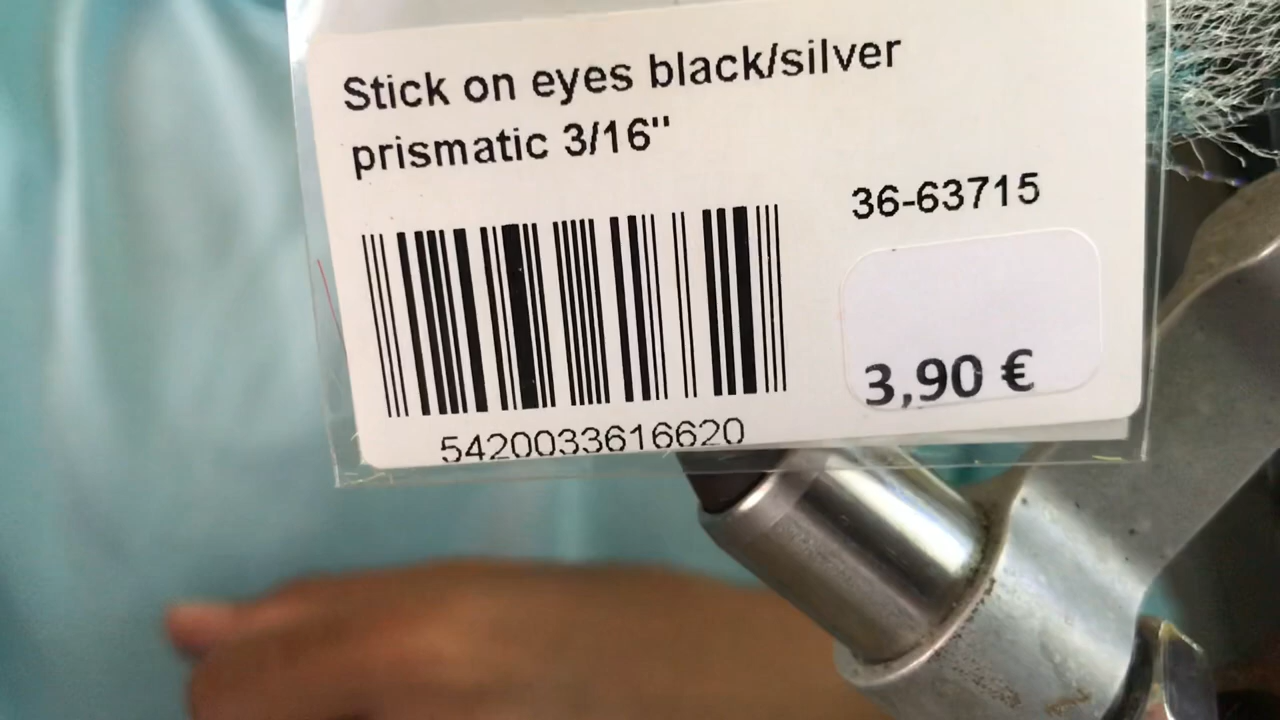 Stick on eyes black/silver
prismatic 3/16"
36-63715
3,90 €
5420033616620